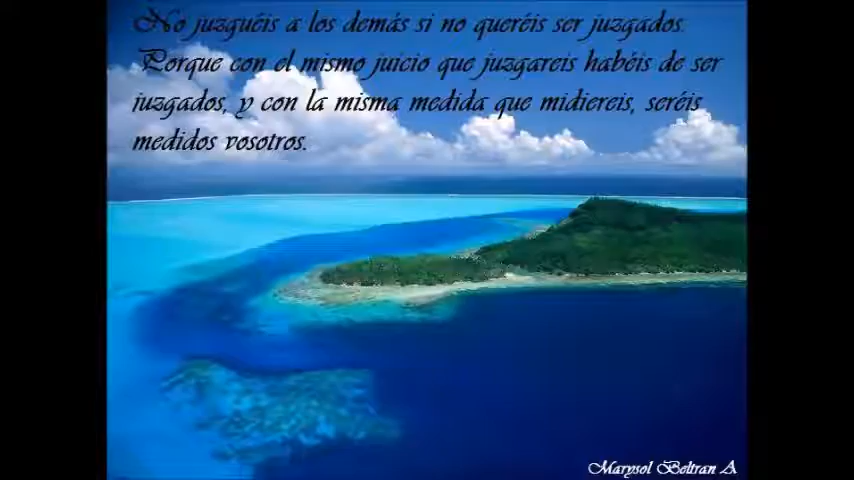 No juzguéis a los demás si no queréis ser juzgados.
Porque con el mismo juicio que juzgareis habéis de ser
juzgados, y con la misma medida que midiereis, seréis
medidos vosotros.
Marysol Beltran A